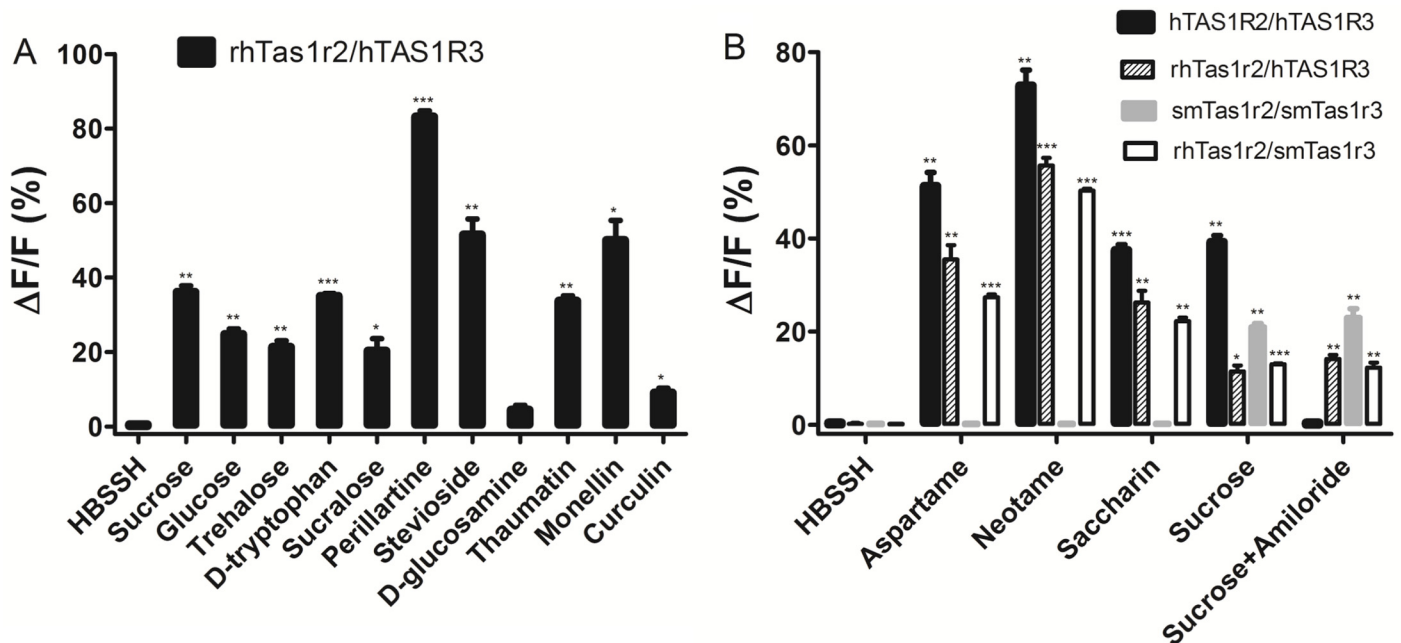 A
rhTas1r2/hTAS1R3
ΔF/F (%)
100
80
60
40
20
0
**
**
**
***
*
***
**
**
*
*
HBSSH
Sucrose
Glucose
Trehalose
D-tryptophan
Sucralose
Perillartine
Stevioside
D-glucosamine
Thaumatin
Monellin
Curculin
B
hTAS1R2/hTAS1R3
rhTas1r2/hTAS1R3
smTas1r2/smTas1r3
rhTas1r2/smTas1r3
ΔF/F (%)
80
60
40
20
0
**
**
***
**
***
***
***
**
**
**
*
**
***
**
**
**
HBSSH
Aspartame
Neotame
Saccharin
Sucrose
Sucrose+Amiloride